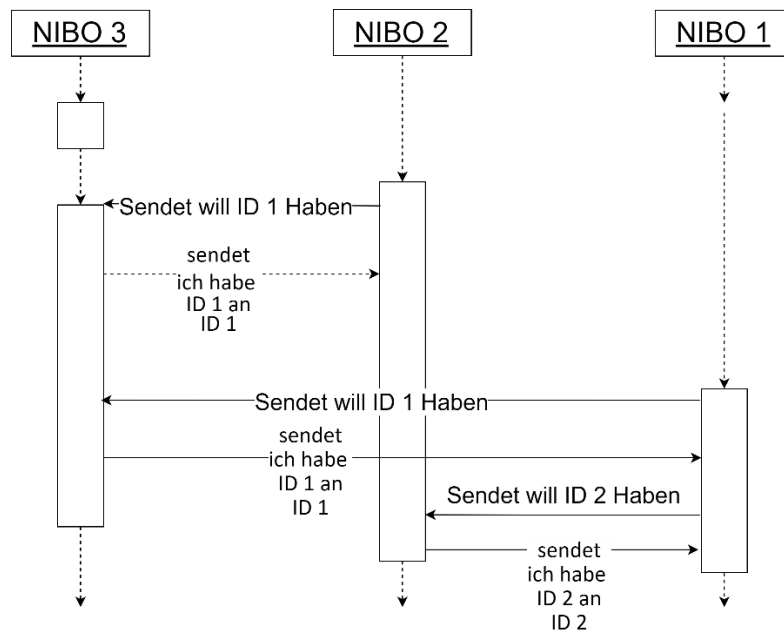 NIBO 3
NIBO 2
NIBO 1
Sendet will ID 1 Haben
sendet
ich habe
ID 1 an
ID 1
Sendet will ID 1 Haben
sendet
ich habe
ID 1 an
ID 1
Sendet will ID 2 Haben
sendet
ich habe
ID 2 an
ID 2